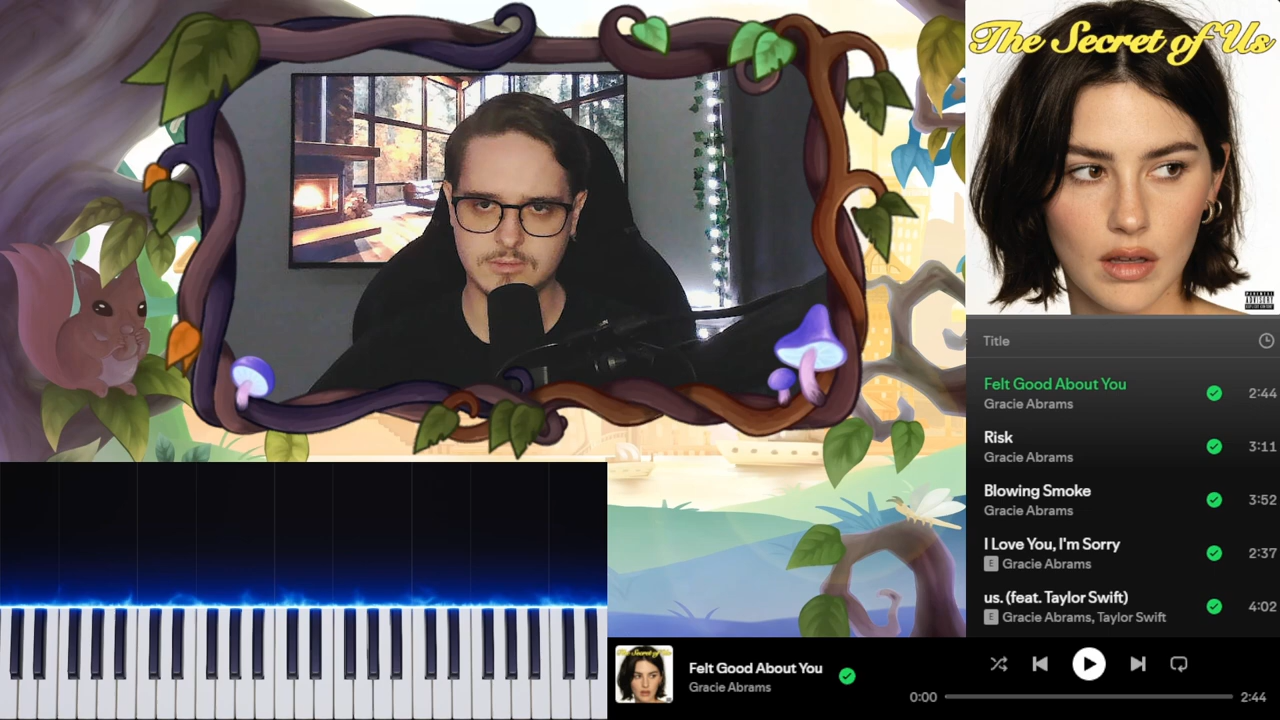 The Secret of Us
Title
Felt Good About You
Gracie Abrams
2:44
Risk
Gracie Abrams
3:11
Blowing Smoke
Gracie Abrams
3:52
I Love You, I'm Sorry
E Gracie Abrams
2:37
us. (feat. Taylor Swift)
E Gracie Abrams, Taylor Swift
4:02
Felt Good About You
Gracie Abrams
0:00
2:44